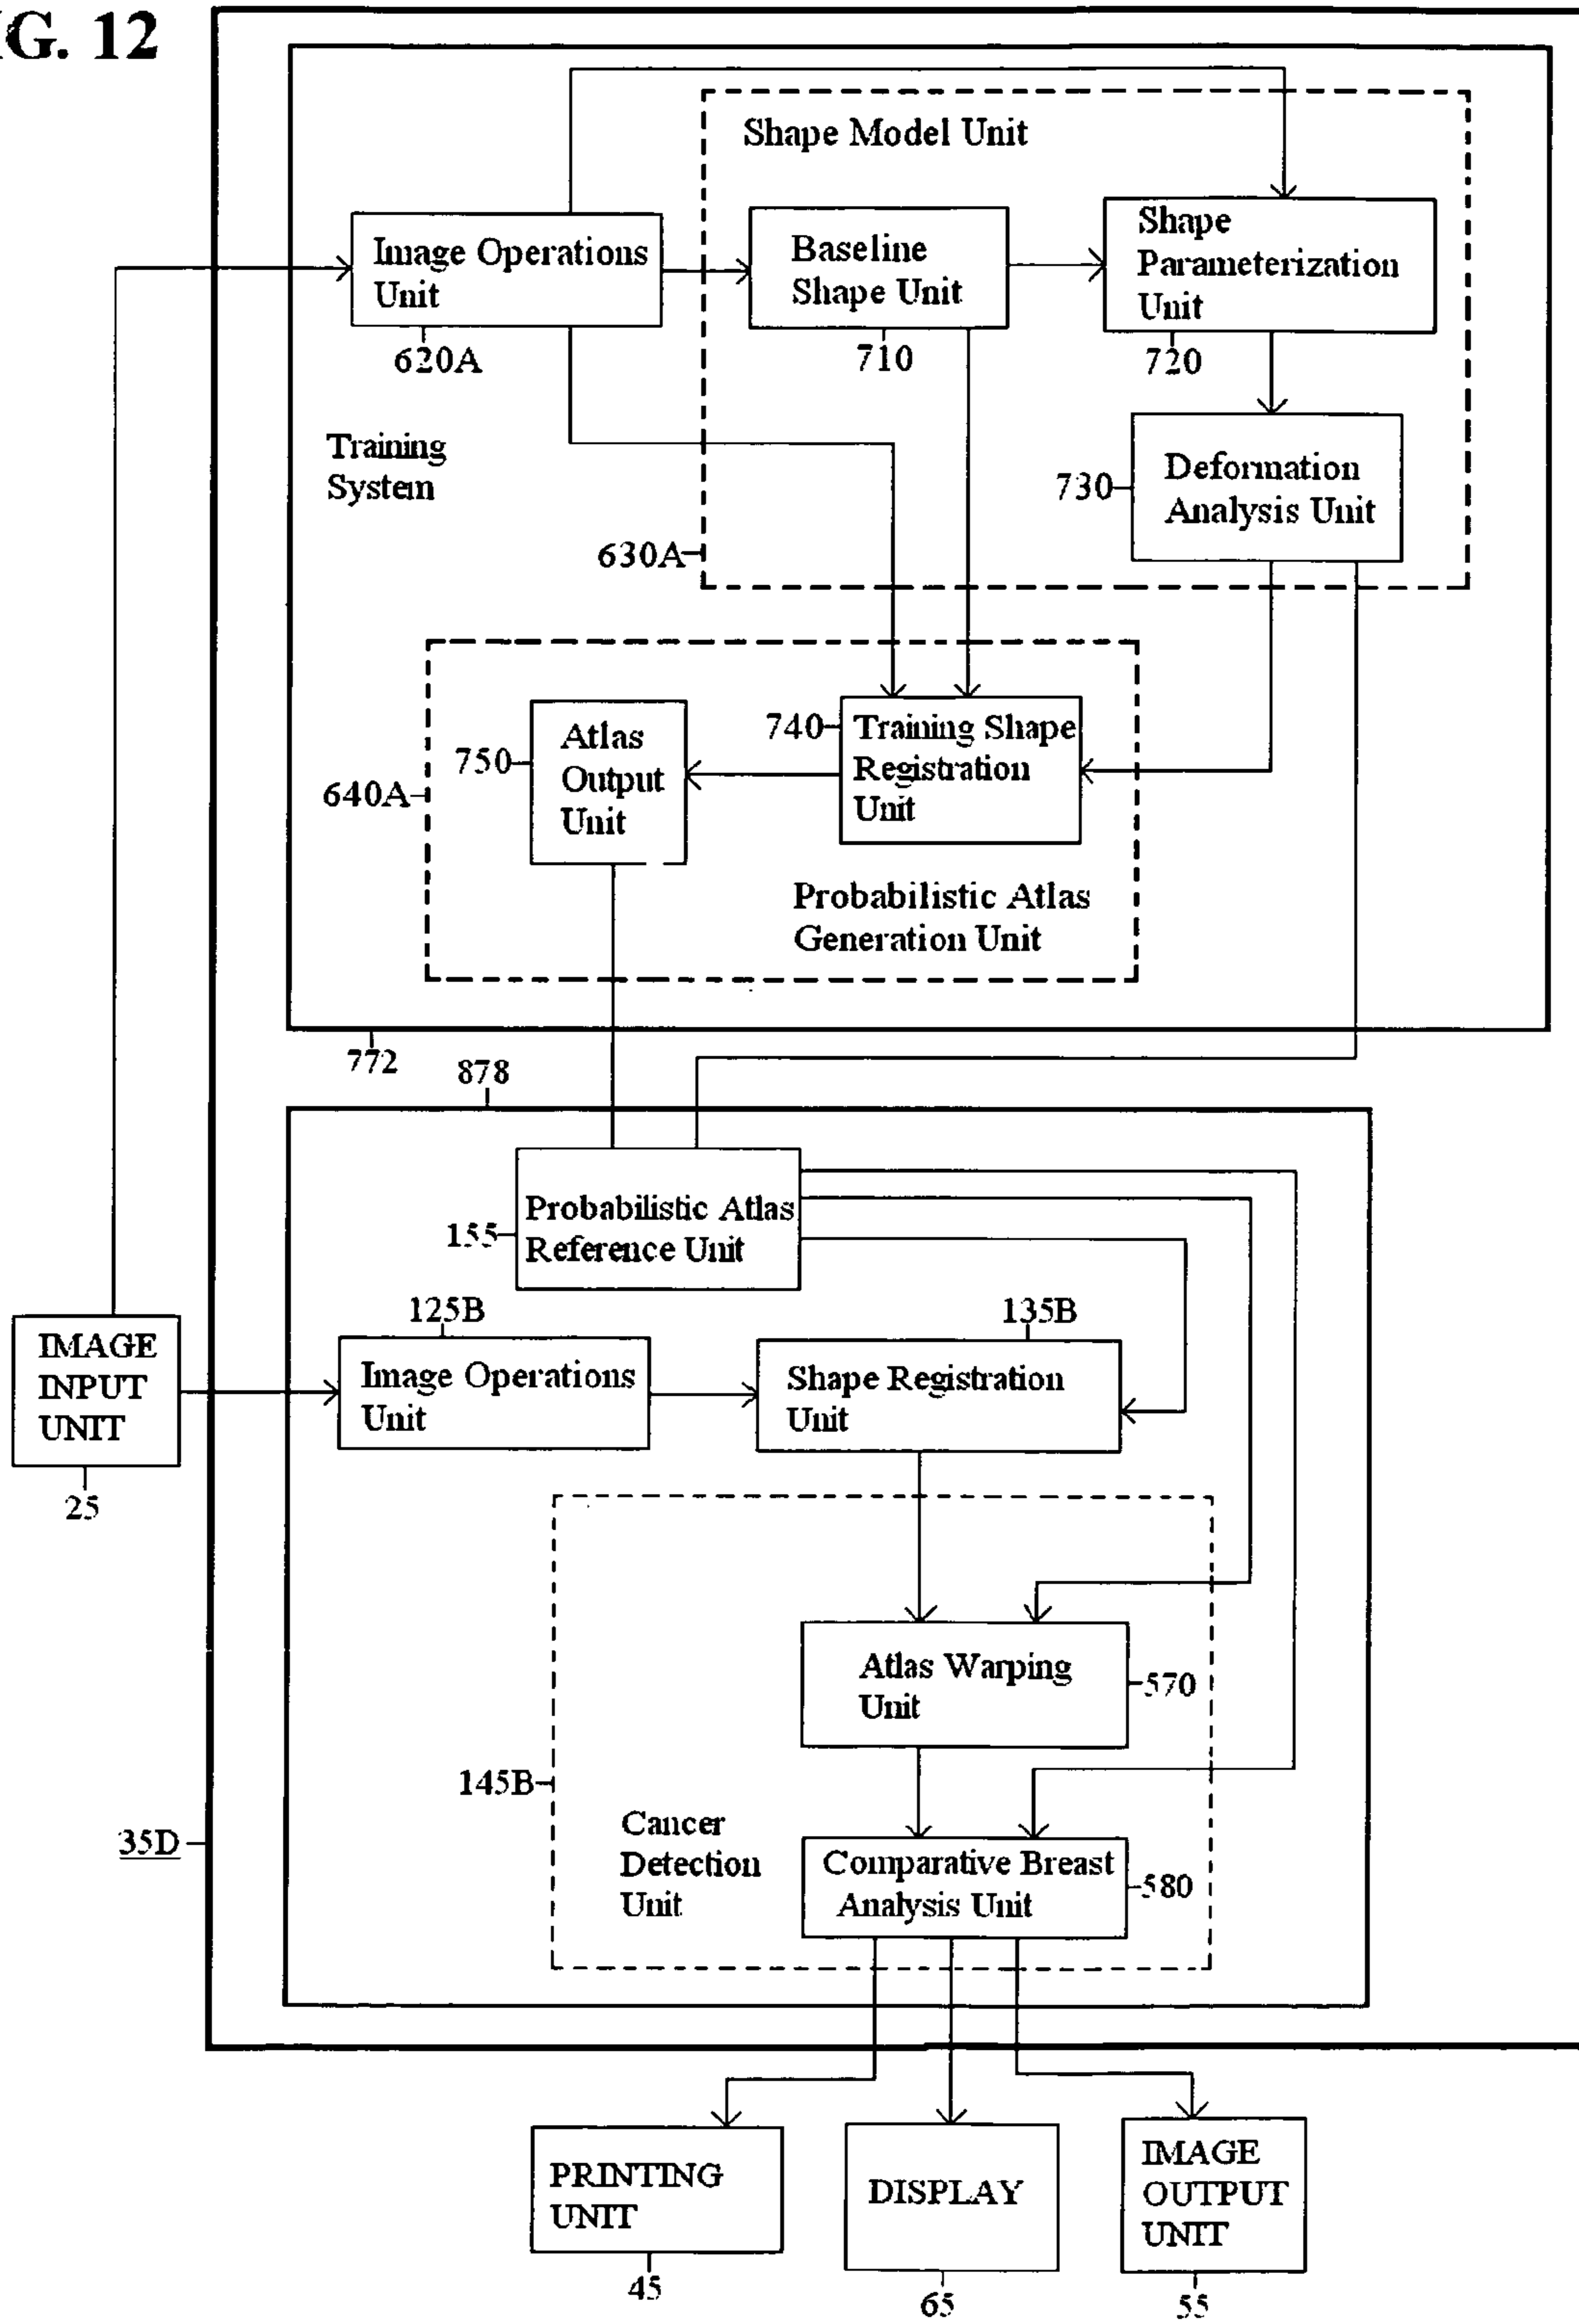 IG. 12
Shape Model Unit
Image Operations
Unit
620A
Baseline
Shape Unit
710
Shape
Parameterization
Unit
720
Training
System
730
Deformation
Analysis Unit
630A
740
Training Shape
Registration
Unit
750
Atlas
Output
Unit
640A
Probabilistic Atlas
Generation Unit
772
878
155
Probabilistic Atlas
Reference Unit
125B
135B
IMAGE
INPUT
UNIT
25
Image Operations
Unit
Shape Registration
Unit
Atlas Warping
Unit
570
145B
35D
Cancer
Detection
Unit
Comparative Breast
Analysis Unit
580
PRINTING
UNIT
45
DISPLAY
65
IMAGE
OUTPUT
UNIT
55